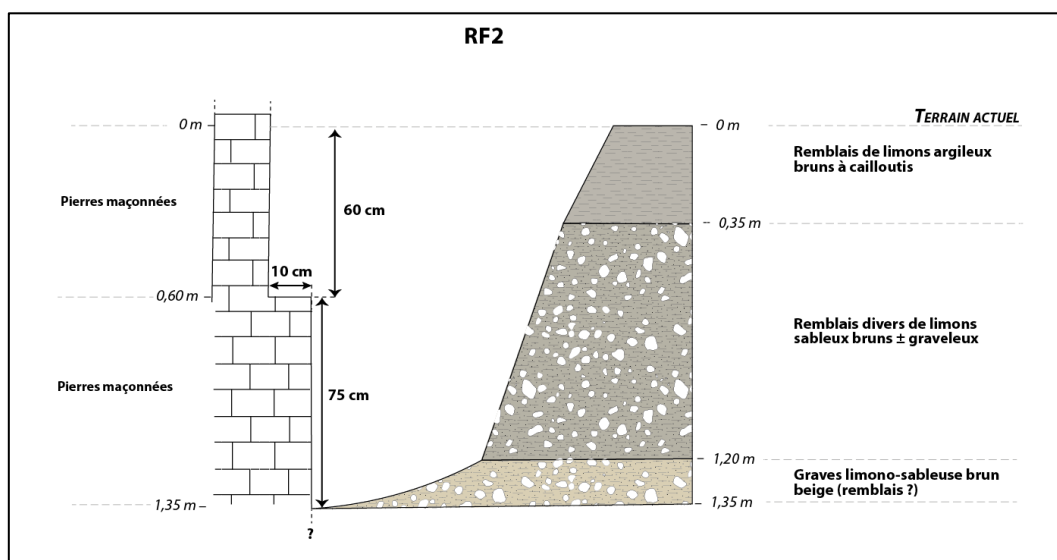 RF2
TERRAIN ACTUEL
0 m
0 m
Remblais de limons argileux
bruns à cailloutis
Pierres maçonnées
60 cm
0,35 m
10 cm
0,60 m
Remblais divers de limons
sableux bruns ± graveleux
Pierres maçonnées
75 cm
1,20 m
Graves limono-sableuse brun
beige (remblais ?)
1,35 m
1,35 m
?